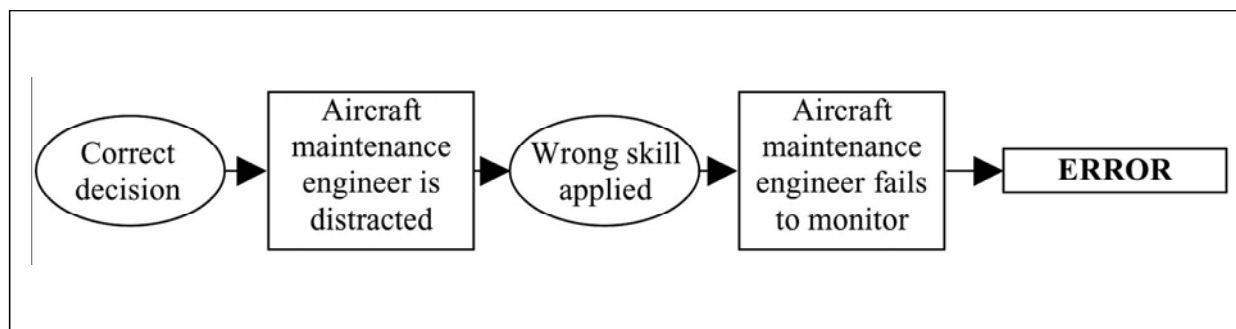 Correct
decision
Aircraft
maintenance
engineer is
distracted
Wrong skill
applied
Aircraft
maintenance
engineer fails
to monitor
ERROR